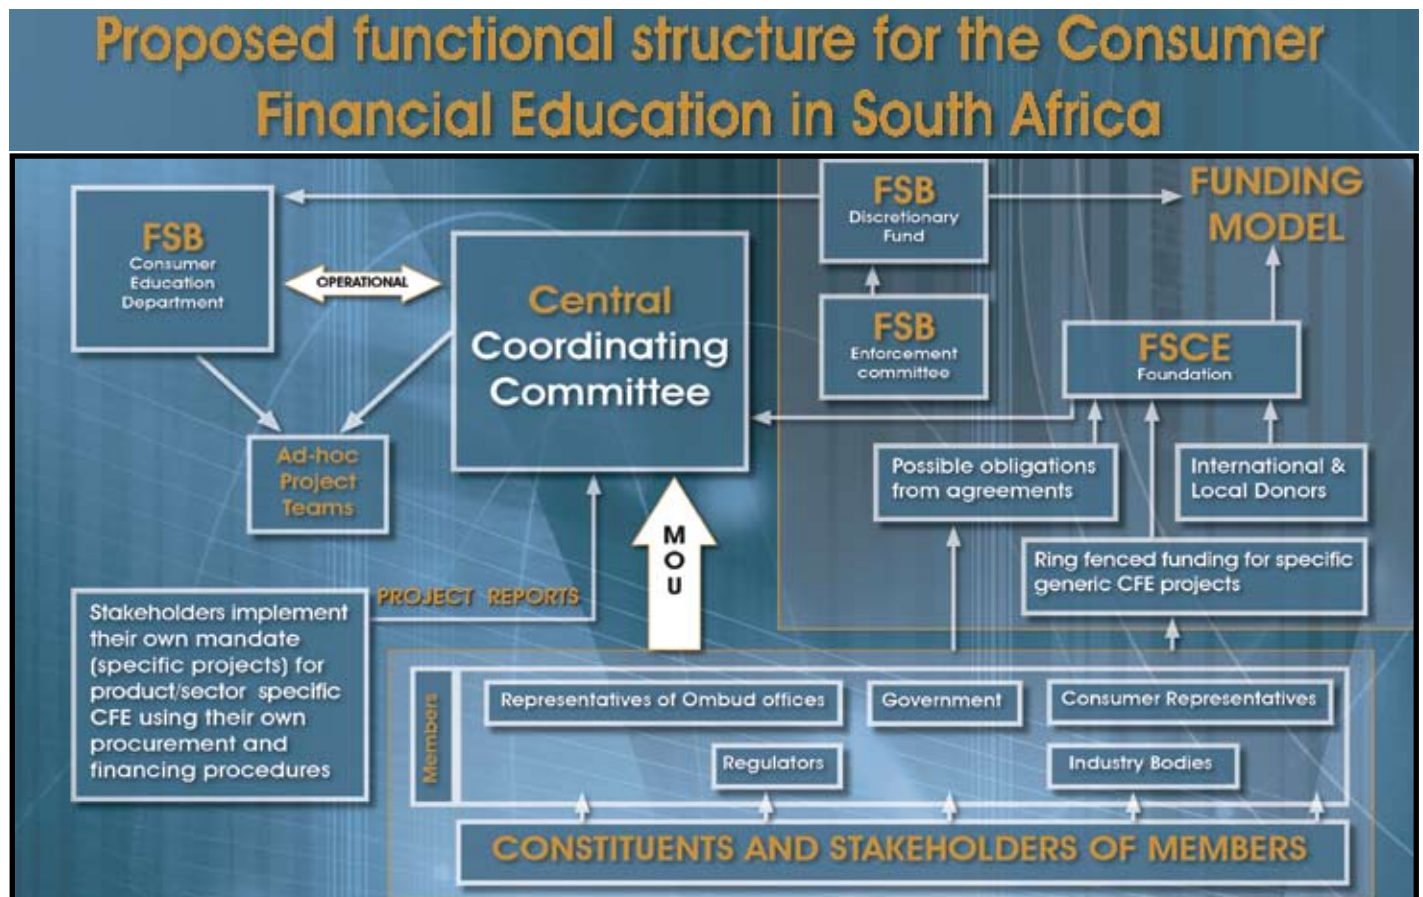 Proposed functional structure for the Consumer
Financial Education in South Africa
FSB
Consumer
Education
Department
OPERATIONAL
Central
Coordinating
Committee
FSB
Discretionary
Fund
FUNDING
MODEL
FSB
Enforcement
committee
FSCE
Foundation
Ad-hoc
Project
Teams
Possible obligations
from agreements
International &
Local Donors
Ring fenced funding for specific
generic CFE projects
M
O
U
PROJECT REPORTS
Stakeholders implement
their own mandate
(specific projects) for
product/sector specific
CFE using their own
procurement and
financing procedures
Members
Representatives of Ombud offices
Government
Consumer Representatives
Regulators
Industry Bodies
CONSTITUENTS AND STAKEHOLDERS OF MEMBERS